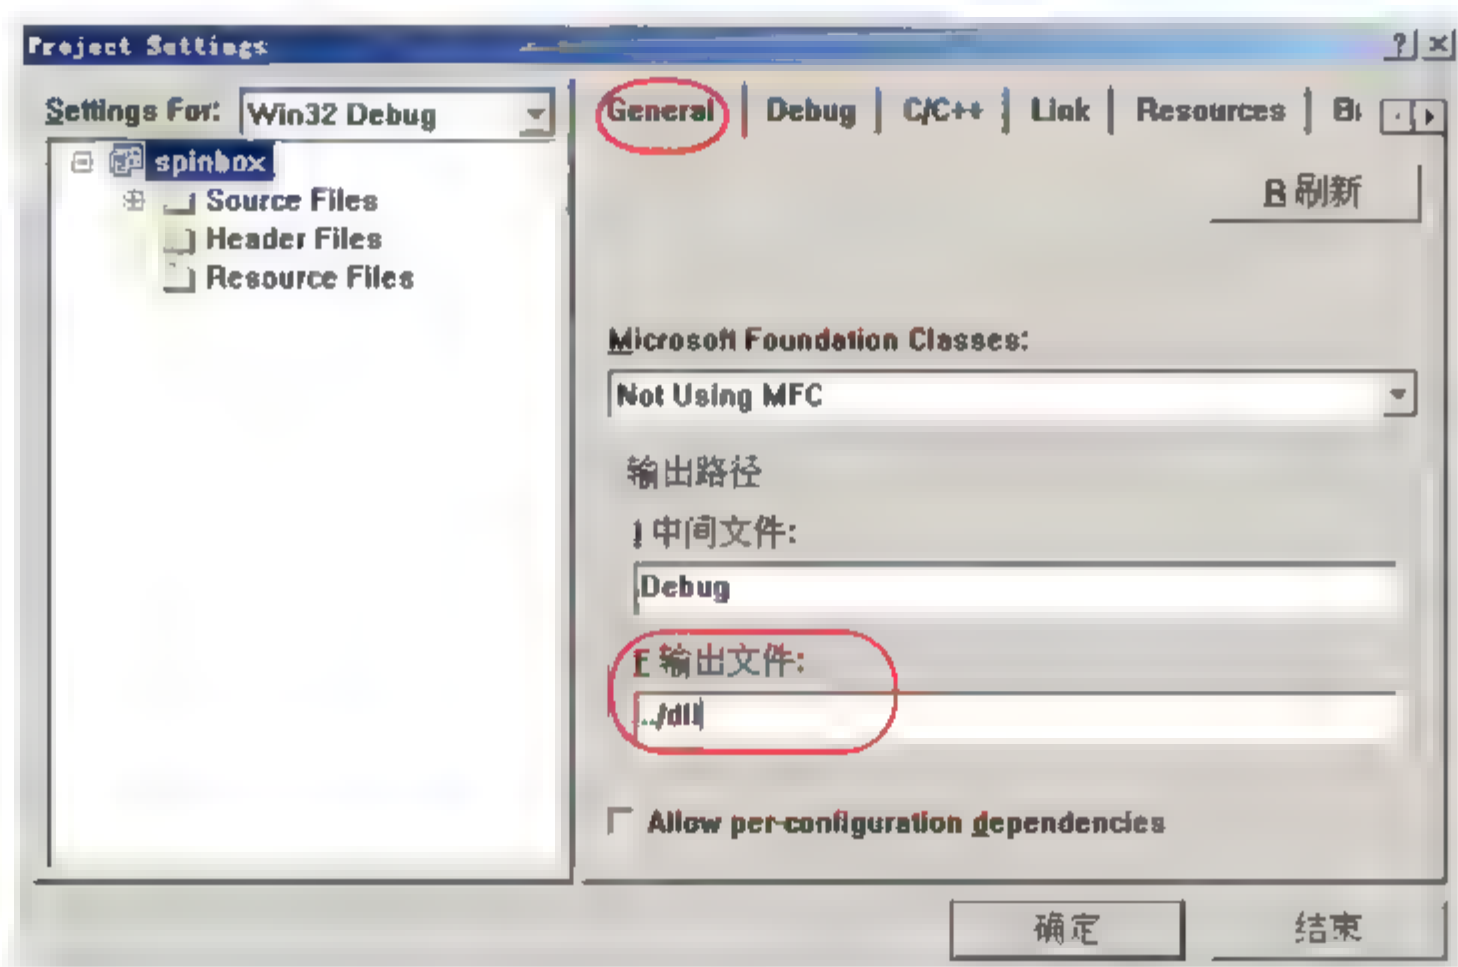 Project Settings
Settings For: Win32 Debug
spinbox
Source Files
Header Files
Resource Files
General Debug C/C++ Link Resources
R 刷新
Microsoft Foundation Classes:
Not Using MFC
输出路径
I 中间文件:
Debug
E 输出文件:
../dll
Allow per-configuration dependencies
确定 结束